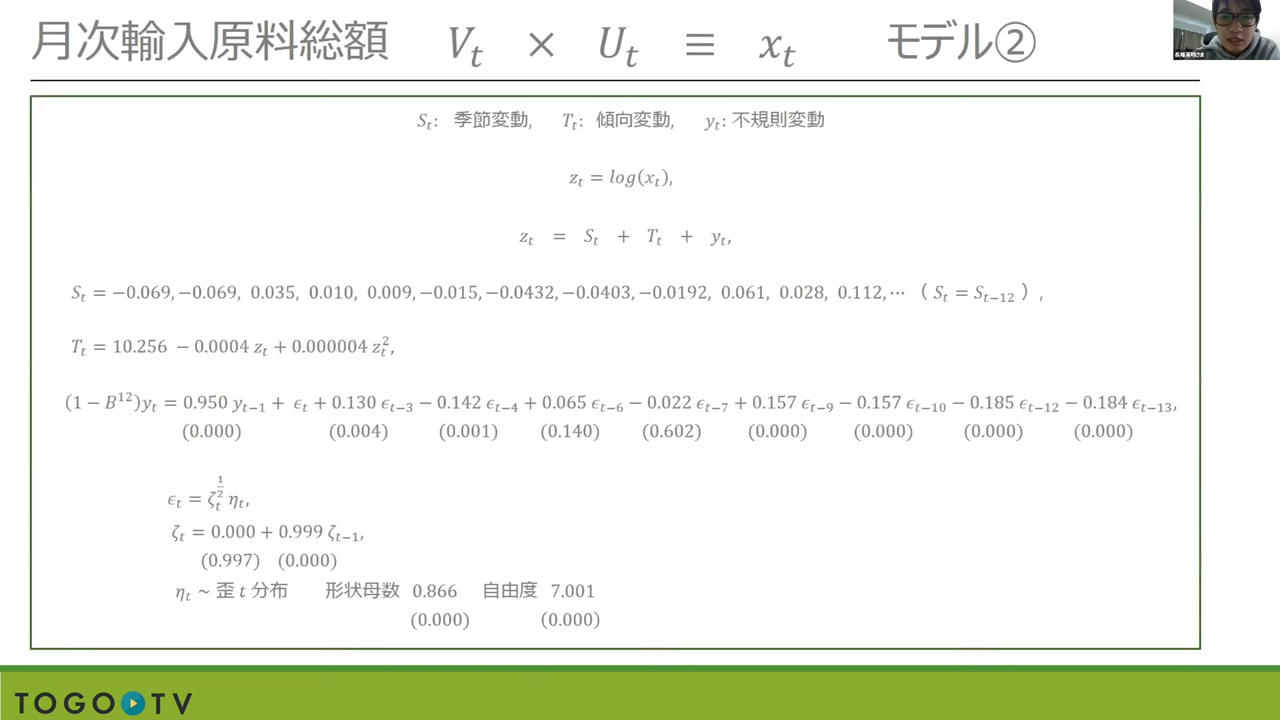 月次輸入原料総額 V_t × U_t ≡ x_t モデル②
S_t: 季節変動, T_t: 傾向変動, y_t: 不規則変動
z_t = log(x_t),
z_t = S_t + T_t + y_t,
S_t = −0.069, −0.069, 0.035, 0.010, 0.009, −0.015, −0.0432, −0.0403, −0.0192, 0.061, 0.028, 0.112, ⋯ ( S_t = S_{t−12} ) ,
T_t = 10.256 − 0.0004 z_t + 0.000004 z_t^2,
(1 − B^{12})y_t = 0.950 y_{t−1} + ϵ_t + 0.130 ϵ_{t−3} − 0.142 ϵ_{t−4} + 0.065 ϵ_{t−6} − 0.022 ϵ_{t−7} + 0.157 ϵ_{t−9} − 0.157 ϵ_{t−10} − 0.185 ϵ_{t−12} − 0.184 ϵ_{t−13},
(0.000) (0.004) (0.001) (0.140) (0.602) (0.000) (0.000) (0.000) (0.000)
ϵ_t = ζ_t^{1/2} η_t,
ζ_t = 0.000 + 0.999 ζ_{t−1},
(0.997) (0.000)
η_t ~ 歪 t 分布 形状母数 0.866 自由度 7.001
(0.000) (0.000)
TOGO TV